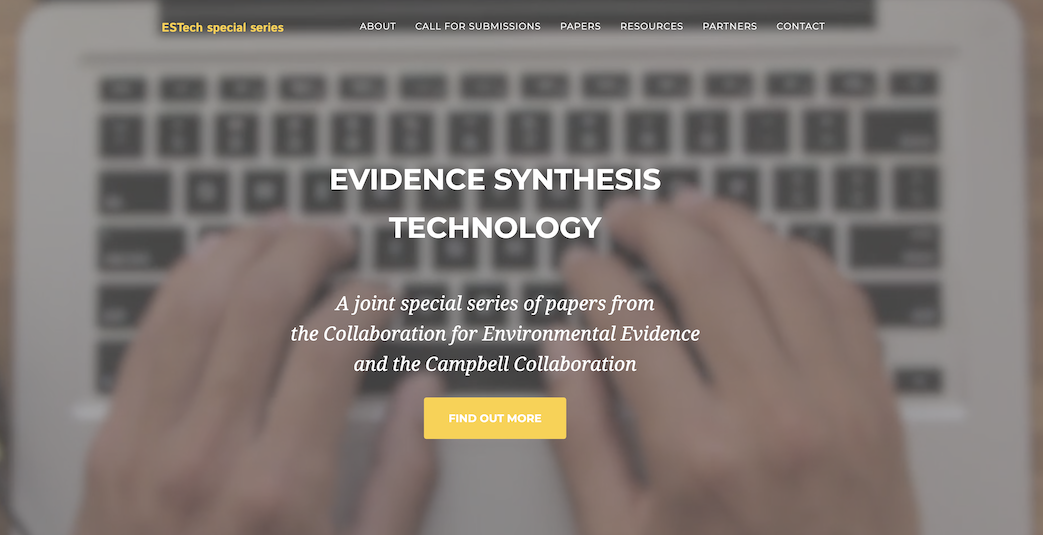 ESTech special series
ABOUT CALL FOR SUBMISSIONS PAPERS RESOURCES PARTNERS CONTACT
EVIDENCE SYNTHESIS
TECHNOLOGY
A joint special series of papers from
the Collaboration for Environmental Evidence
and the Campbell Collaboration
FIND OUT MORE